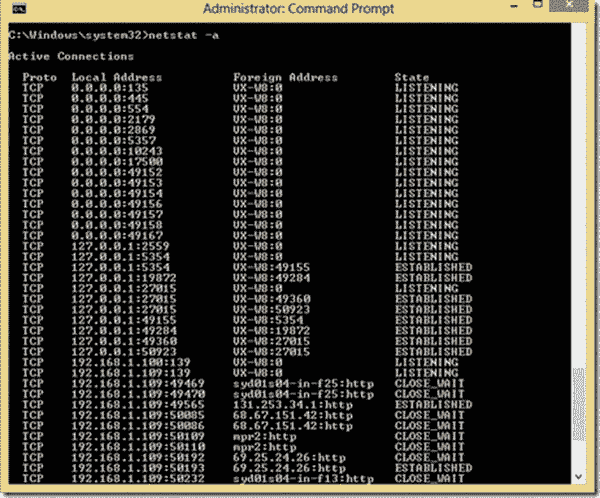 Administrator: Command Prompt
C:\Windows\system32>netstat -a
Active Connections
Proto Local Address Foreign Address State
TCP 0.0.0.0:135 VX-W8:0 LISTENING
TCP 0.0.0.0:445 VX-W8:0 LISTENING
TCP 0.0.0.0:554 VX-W8:0 LISTENING
TCP 0.0.0.0:2179 VX-W8:0 LISTENING
TCP 0.0.0.0:2869 VX-W8:0 LISTENING
TCP 0.0.0.0:5357 VX-W8:0 LISTENING
TCP 0.0.0.0:10243 VX-W8:0 LISTENING
TCP 0.0.0.0:17500 VX-W8:0 LISTENING
TCP 0.0.0.0:49152 VX-W8:0 LISTENING
TCP 0.0.0.0:49153 VX-W8:0 LISTENING
TCP 0.0.0.0:49154 VX-W8:0 LISTENING
TCP 0.0.0.0:49156 VX-W8:0 LISTENING
TCP 0.0.0.0:49157 VX-W8:0 LISTENING
TCP 0.0.0.0:49158 VX-W8:0 LISTENING
TCP 0.0.0.0:49167 VX-W8:0 LISTENING
TCP 127.0.0.1:2559 VX-W8:0 LISTENING
TCP 127.0.0.1:5354 VX-W8:0 LISTENING
TCP 127.0.0.1:5354 VX-W8:49155 ESTABLISHED
TCP 127.0.0.1:19872 VX-W8:49284 ESTABLISHED
TCP 127.0.0.1:27015 VX-W8:0 LISTENING
TCP 127.0.0.1:27015 VX-W8:49360 ESTABLISHED
TCP 127.0.0.1:27015 VX-W8:50923 ESTABLISHED
TCP 127.0.0.1:49155 VX-W8:5354 ESTABLISHED
TCP 127.0.0.1:49284 VX-W8:19872 ESTABLISHED
TCP 127.0.0.1:49360 VX-W8:27015 ESTABLISHED
TCP 127.0.0.1:50923 VX-W8:27015 ESTABLISHED
TCP 192.168.1.100:139 VX-W8:0 LISTENING
TCP 192.168.1.109:139 VX-W8:0 LISTENING
TCP 192.168.1.109:49469 syd01s04-in-f25:http CLOSE_WAIT
TCP 192.168.1.109:49470 syd01s04-in-f25:http CLOSE_WAIT
TCP 192.168.1.109:49565 131.253.34.1:http ESTABLISHED
TCP 192.168.1.109:50085 68.67.151.42:http CLOSE_WAIT
TCP 192.168.1.109:50086 68.67.151.42:http CLOSE_WAIT
TCP 192.168.1.109:50109 mpr2:http CLOSE_WAIT
TCP 192.168.1.109:50110 mpr2:http CLOSE_WAIT
TCP 192.168.1.109:50192 69.25.24.26:http CLOSE_WAIT
TCP 192.168.1.109:50193 69.25.24.26:http ESTABLISHED
TCP 192.168.1.109:50232 syd01s04-in-f13:http CLOSE_WAIT